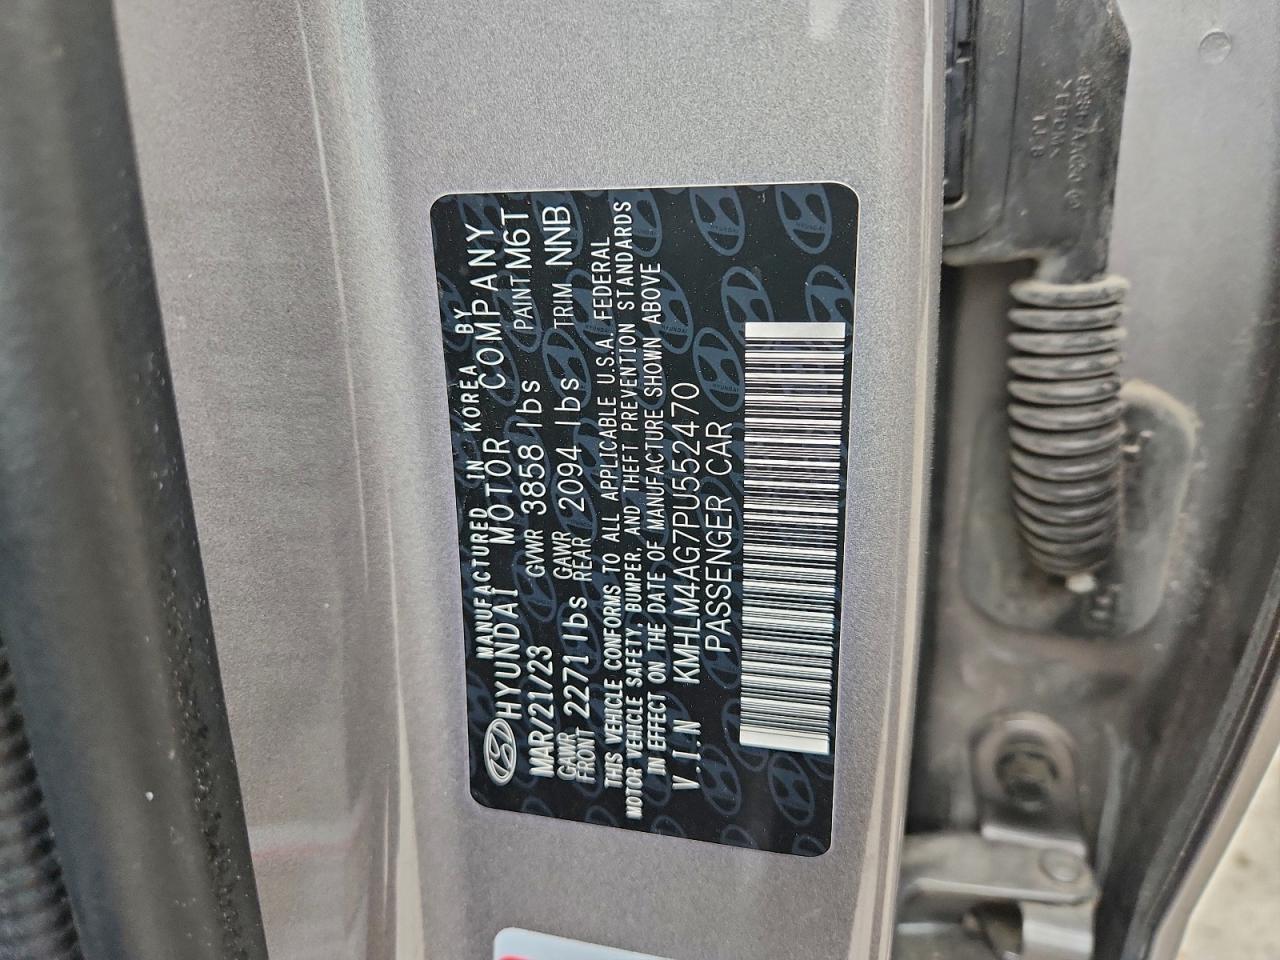 MANUFACTURED IN KOREA BY
HYUNDAI MOTOR COMPANY
MAR/21/23 GVWR 3858 lbs PAINT M6T
GAWR FRONT 2271 lbs GAWR REAR 2094 lbs TRIM NNB
THIS VEHICLE CONFORMS TO ALL APPLICABLE U.S.A. FEDERAL
MOTOR VEHICLE SAFETY, BUMPER, AND THEFT PREVENTION STANDARDS
IN EFFECT ON THE DATE OF MANUFACTURE SHOWN ABOVE
V.I.N KMHLM4AG7PU552470
PASSENGER CAR
>EPDM<
TJB